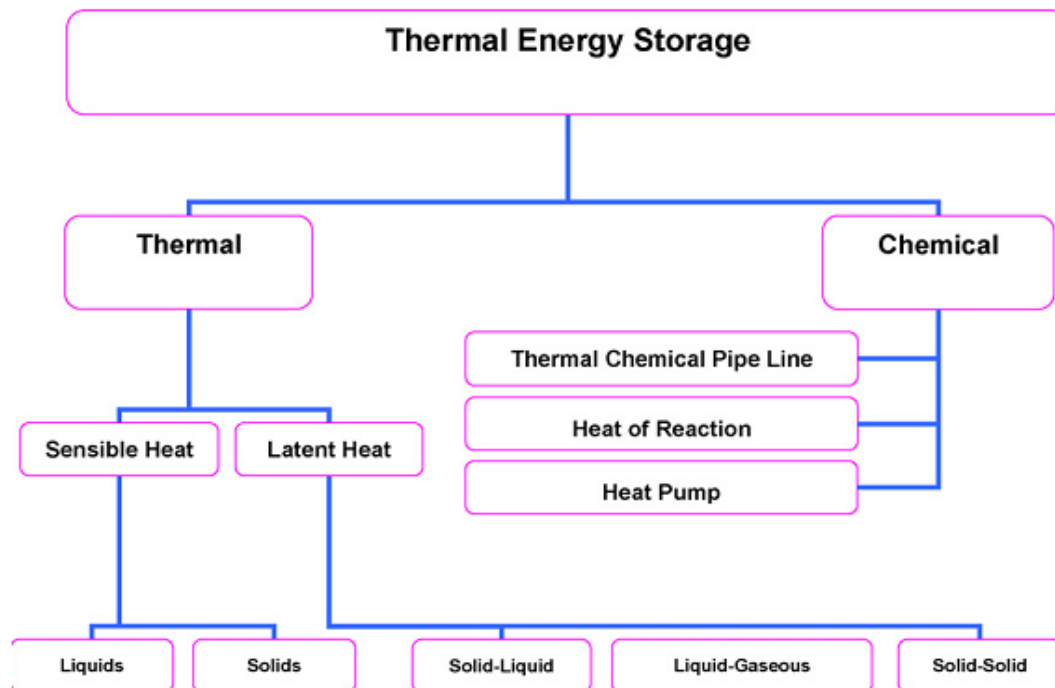 Thermal Energy Storage
Thermal
Chemical
Thermal Chemical Pipe Line
Heat of Reaction
Sensible Heat
Latent Heat
Heat Pump
Liquids
Solids
Solid-Liquid
Liquid-Gaseous
Solid-Solid